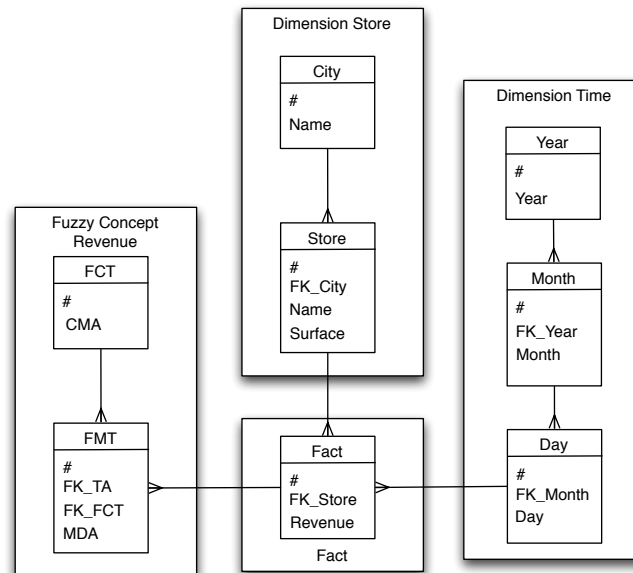 Dimension Store
City
#
Name
Store
#
FK_City
Name
Surface
Dimension Time
Year
#
Year
Month
#
FK_Year
Month
Day
#
FK_Month
Day
Fuzzy Concept
Revenue
FCT
#
CMA
FMT
#
FK_TA
FK_FCT
MDA
Fact
#
FK_Store
Revenue
Fact